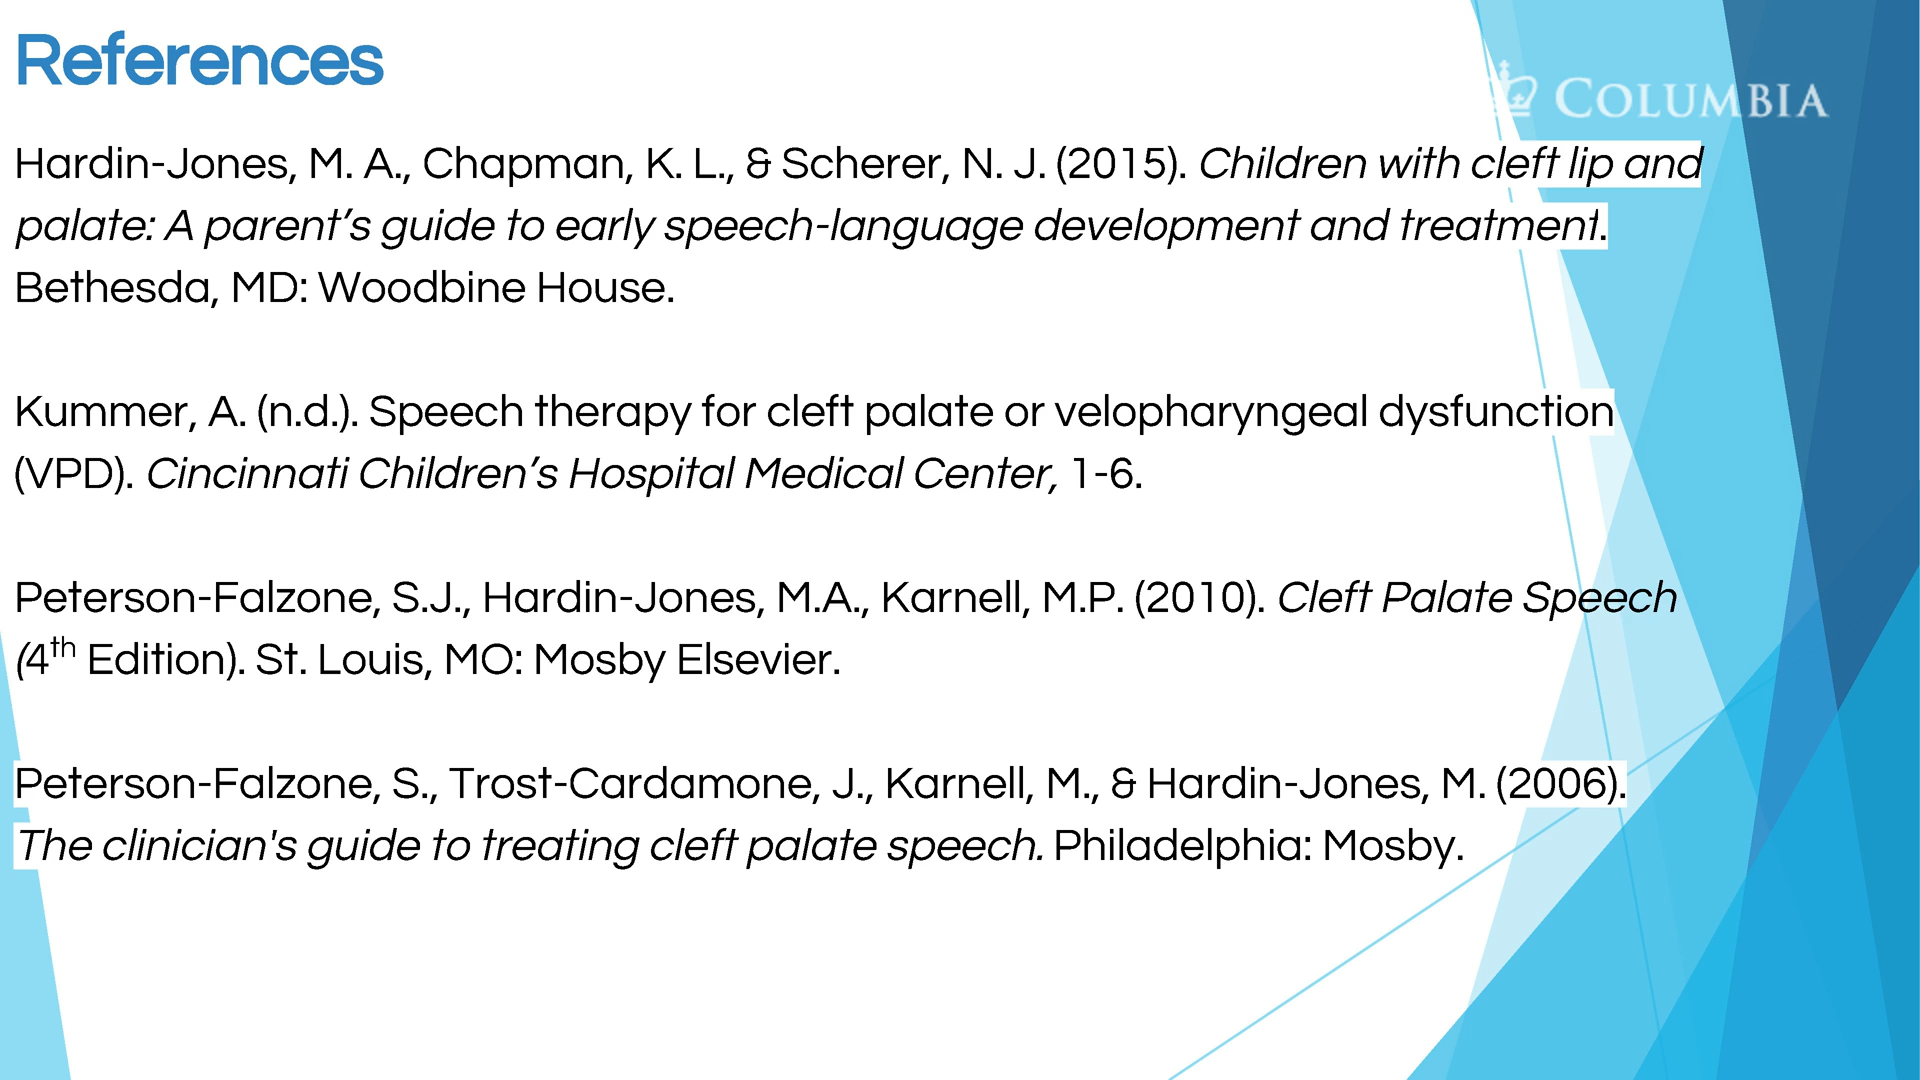 References
COLUMBIA
Hardin-Jones, M. A., Chapman, K. L., & Scherer, N. J. (2015). Children with cleft lip and
palate: A parent’s guide to early speech-language development and treatment.
Bethesda, MD: Woodbine House.
Kummer, A. (n.d.). Speech therapy for cleft palate or velopharyngeal dysfunction
(VPD). Cincinnati Children’s Hospital Medical Center, 1-6.
Peterson-Falzone, S.J., Hardin-Jones, M.A., Karnell, M.P. (2010). Cleft Palate Speech
(4th Edition). St. Louis, MO: Mosby Elsevier.
Peterson-Falzone, S., Trost-Cardamone, J., Karnell, M., & Hardin-Jones, M. (2006).
The clinician's guide to treating cleft palate speech. Philadelphia: Mosby.